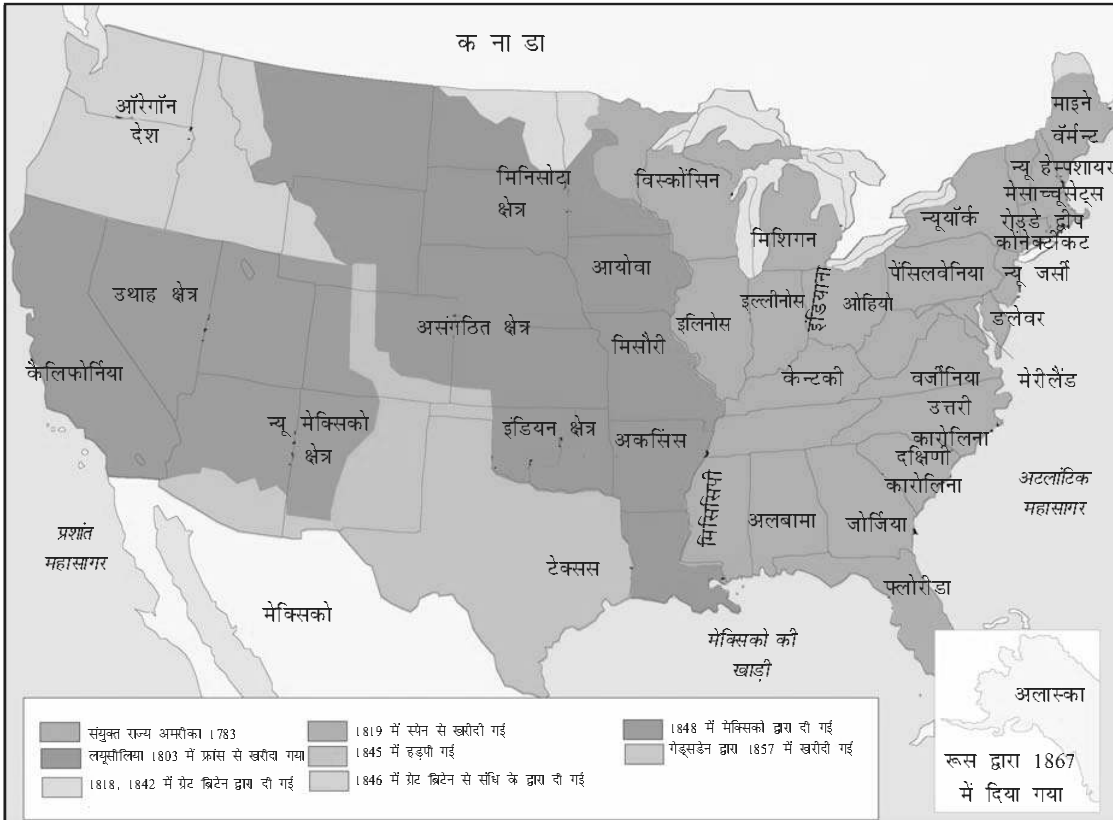 क नाडा
ऑरेगॉन
देश
माइने
वॅर्मन्ट
न्यू हेम्पशायर
मेसाच्चूसेट्स
रोउडे द्वीप
कोनेक्टीकट
न्यूयॉर्क
मिनिसोटा
क्षेत्र
विस्कोंसिन
मिशिगन
पेंसिलवेनिया
न्यू जर्सी
आयोवा
उथाह क्षेत्र
असंगठित क्षेत्र
इलिनोस
इल्लीनोस
इंडियाना
ओहियो
डलेवर
मिसौरी
कैलिफोर्निया
केन्टकी
वर्जीनिया
मेरीलैंड
उत्तरी
कारोलिना
न्यू मेक्सिको
क्षेत्र
इंडियन क्षेत्र
अकसिंस
दक्षिणी
कारोलिना
अटलांटिक
महासागर
मिसिसिपी
अलबामा
जोर्जिया
प्रशांत
महासागर
टेक्सस
फ्लोरीडा
मेक्सिको
मेक्सिको की
खाड़ी
अलास्का
रूस द्वारा 1867
में दिया गया
संयुक्त राज्य अमरीका 1783
लयूसीलिया 1803 में फ्रांस से खरीदा गया
1818, 1842 में ग्रेट ब्रिटेन द्वारा दी गई
1819 में स्पेन से खरीदी गई
1845 में हड़पी गई
1846 में ग्रेट ब्रिटेन से संधि के द्वारा दी गई
1848 में मेक्सिको द्वारा दी गई
गेड्सडेन द्वारा 1857 में खरीदी गई